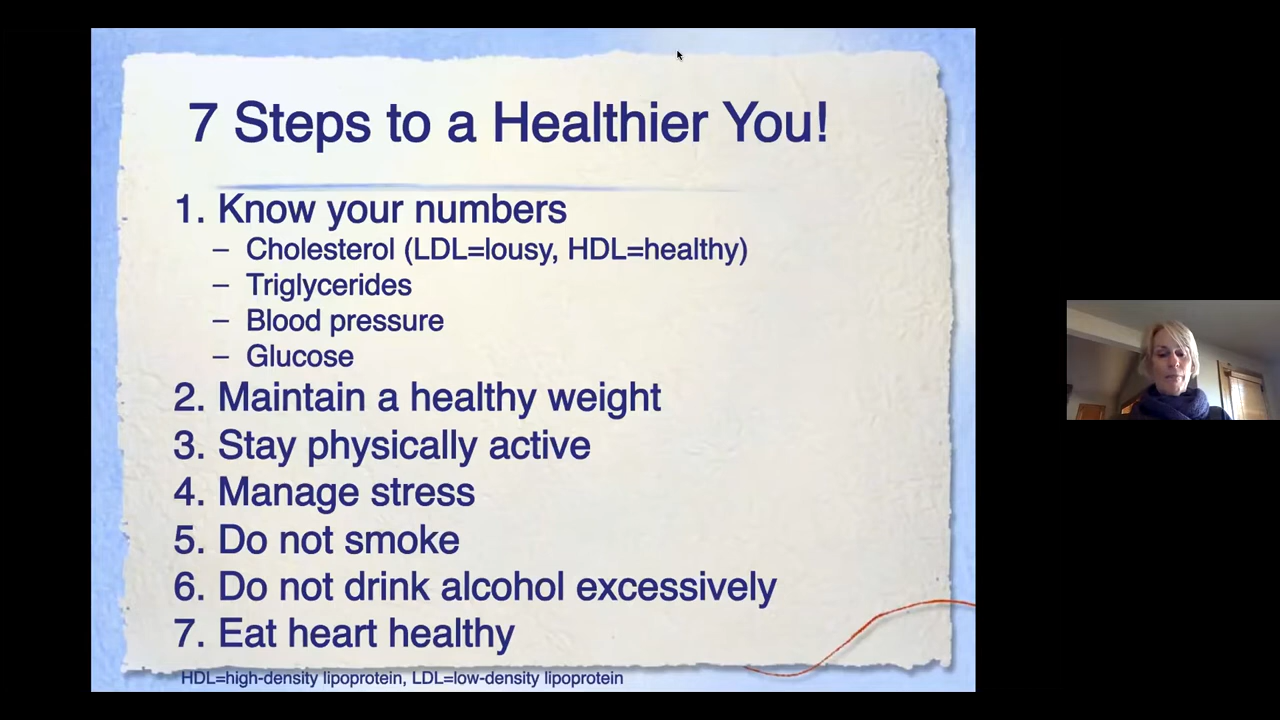 7 Steps to a Healthier You!
1. Know your numbers
– Cholesterol (LDL=lousy, HDL=healthy)
– Triglycerides
– Blood pressure
– Glucose
2. Maintain a healthy weight
3. Stay physically active
4. Manage stress
5. Do not smoke
6. Do not drink alcohol excessively
7. Eat heart healthy
HDL=high-density lipoprotein, LDL=low-density lipoprotein